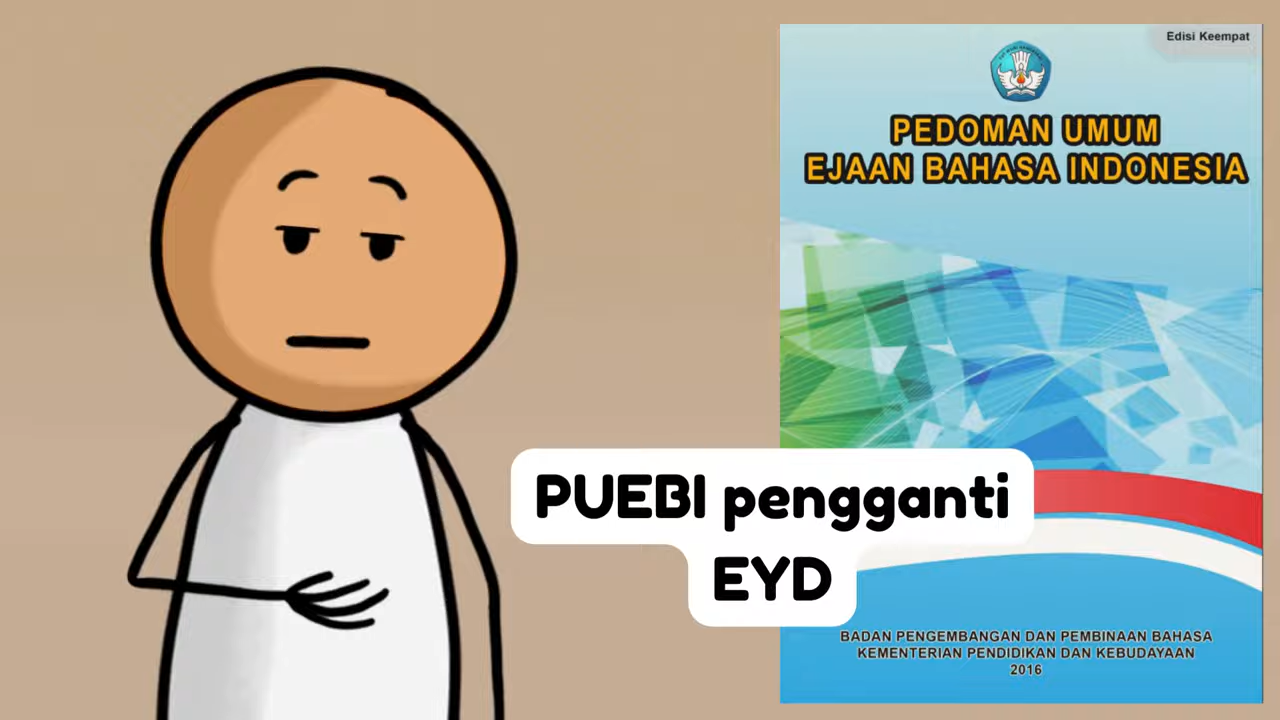 Edisi Keempat
PEDOMAN UMUM
EJAAN BAHASA INDONESIA
PUEBI pengganti
EYD
BADAN PENGEMBANGAN DAN PEMBINAAN BAHASA
KEMENTERIAN PENDIDIKAN DAN KEBUDAYAAN
2016